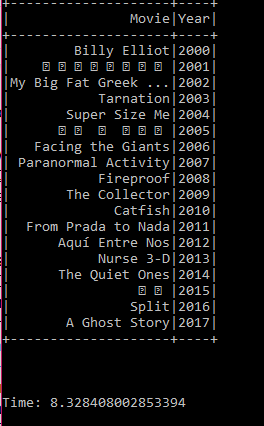 Movie|Year
Billy Elliot|2000
|2001
My Big Fat Greek ...|2002
Tarnation|2003
Super Size Me|2004
|2005
Facing the Giants|2006
Paranormal Activity|2007
Fireproof|2008
The Collector|2009
Catfish|2010
From Prada to Nada|2011
Aquí Entre Nos|2012
Nurse 3-D|2013
The Quiet Ones|2014
|2015
Split|2016
A Ghost Story|2017
Time: 8.328408002853394